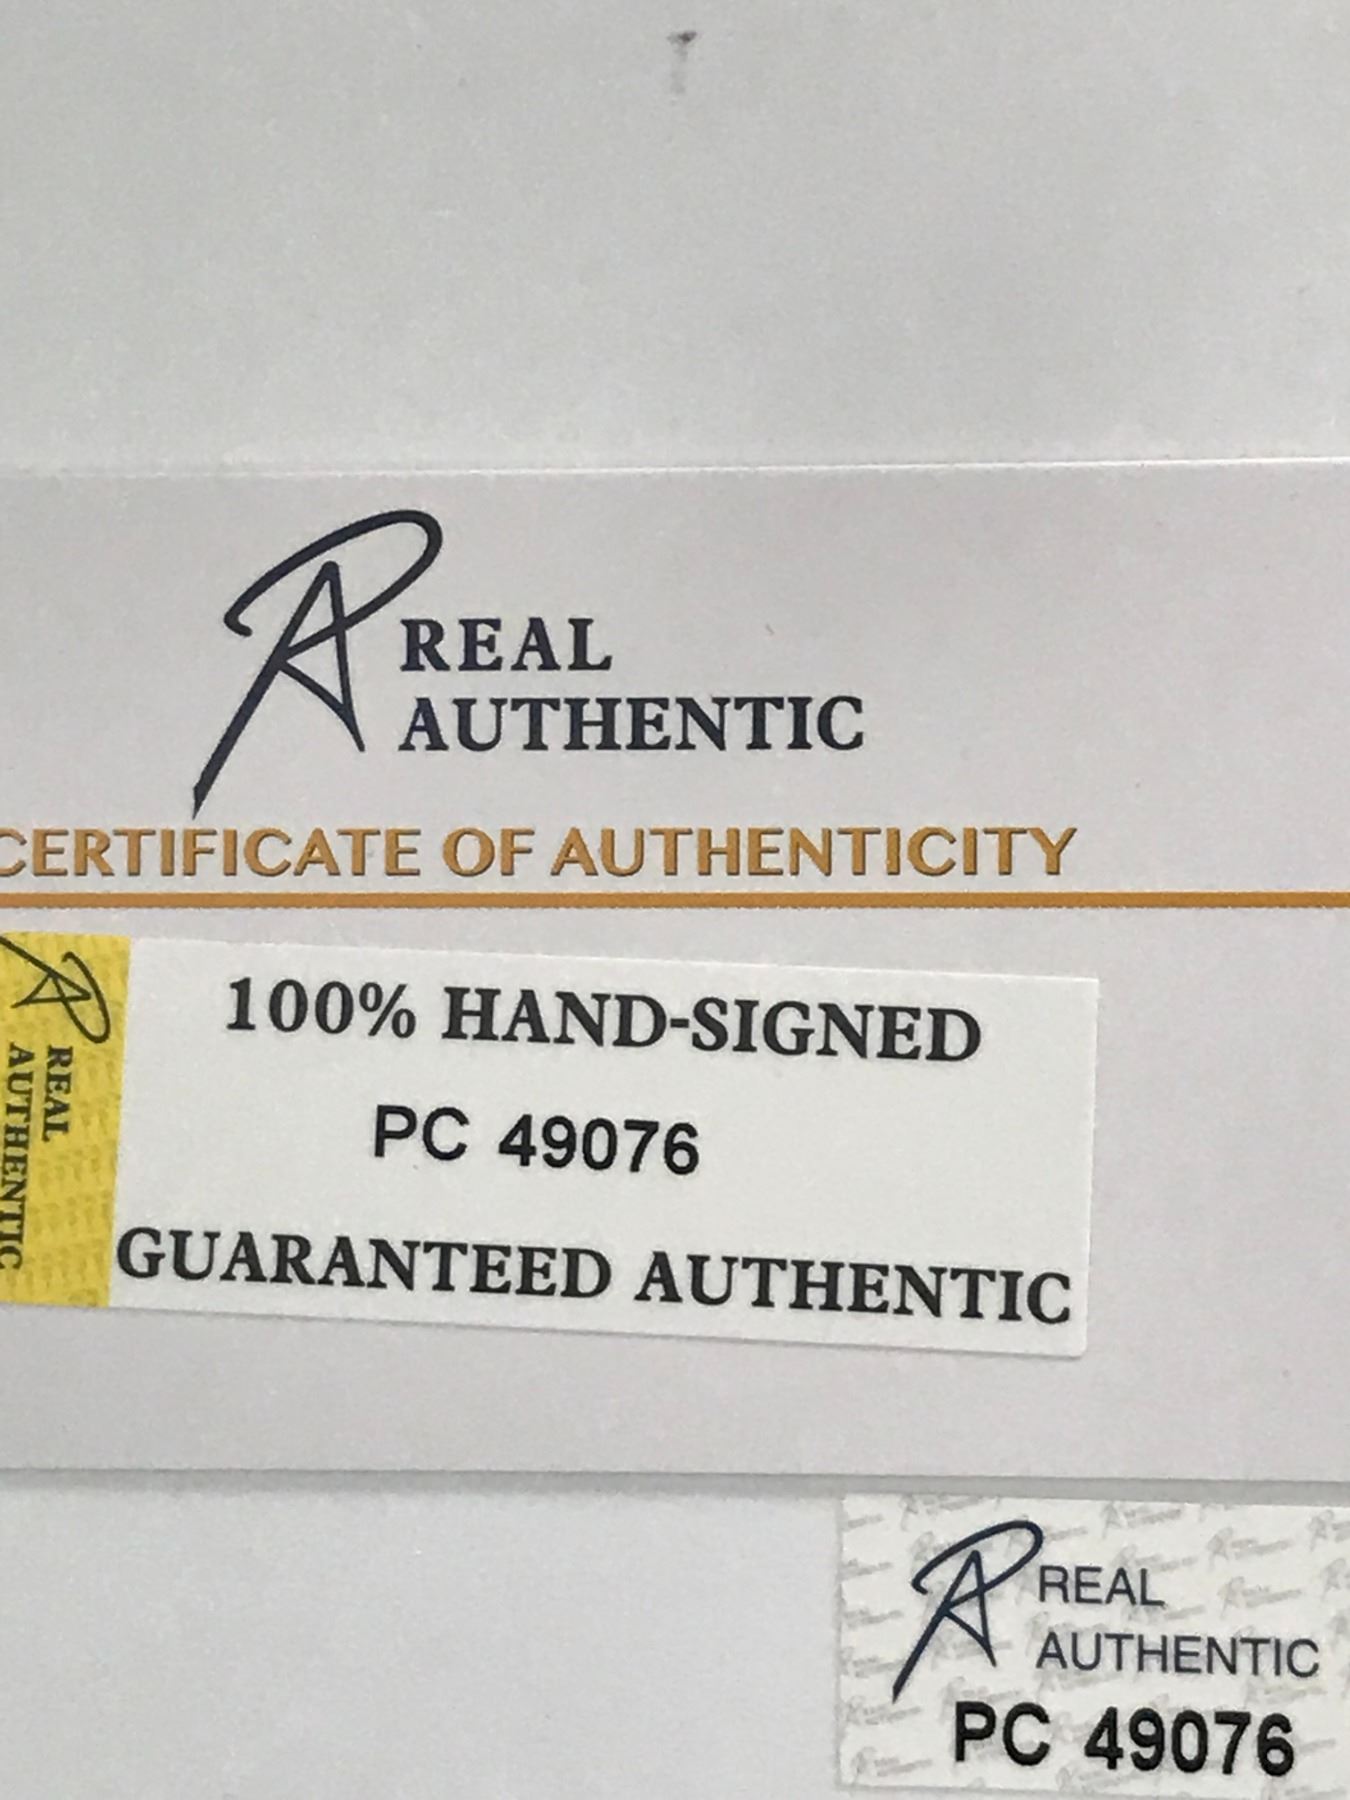 REAL
AUTHENTIC
CERTIFICATE OF AUTHENTICITY
REAL
AUTHENTIC
100% HAND-SIGNED
PC 49076
GUARANTEED AUTHENTIC
REAL
AUTHENTIC
PC 49076